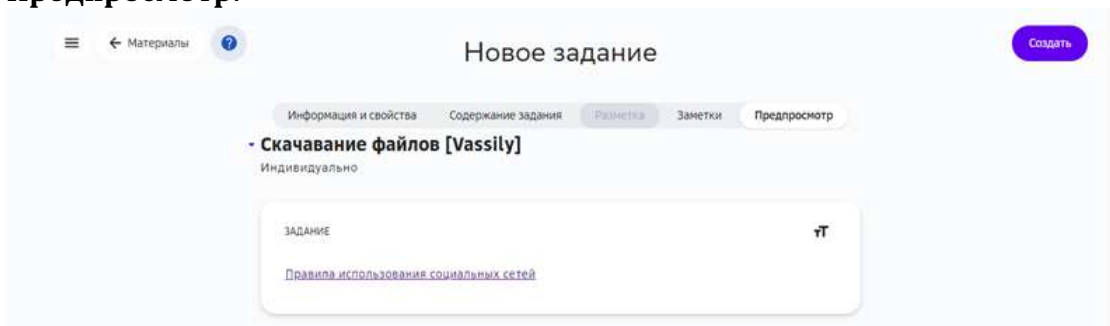 предпросмотр.
← Материалы ? Новое задание Создать
Информация и свойства Содержание задания Разметка Заметки Предпросмотр
Скачавание файлов [Vassily]
Индивидуально
ЗАДАНИЕ тТ
Правила использования социальных сетей